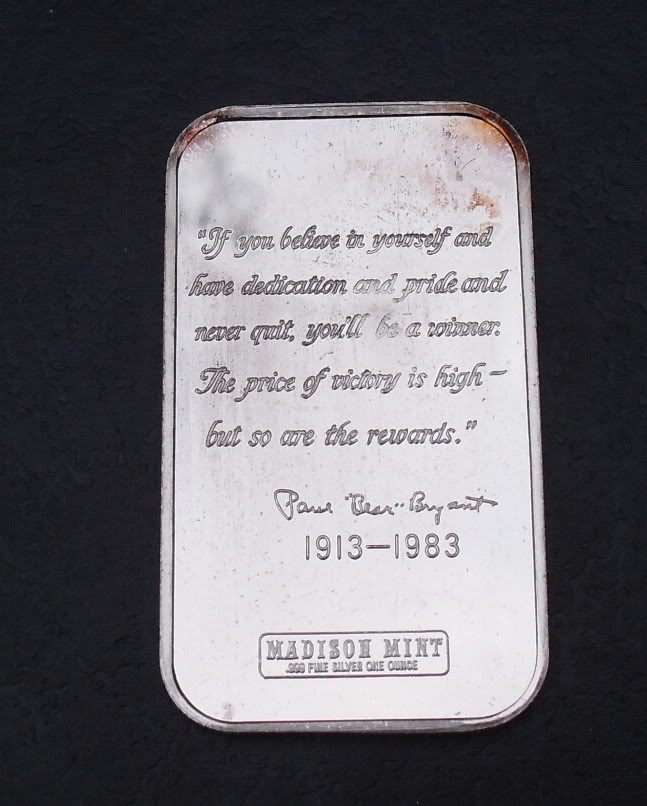 "If you believe in yourself and
have dedication and pride and
never quit, you'll be a winner.
The price of victory is high –
but so are the rewards."
Paul "Bear" Bryant
1913—1983
MADISON MINT
.999 FINE SILVER ONE OUNCE